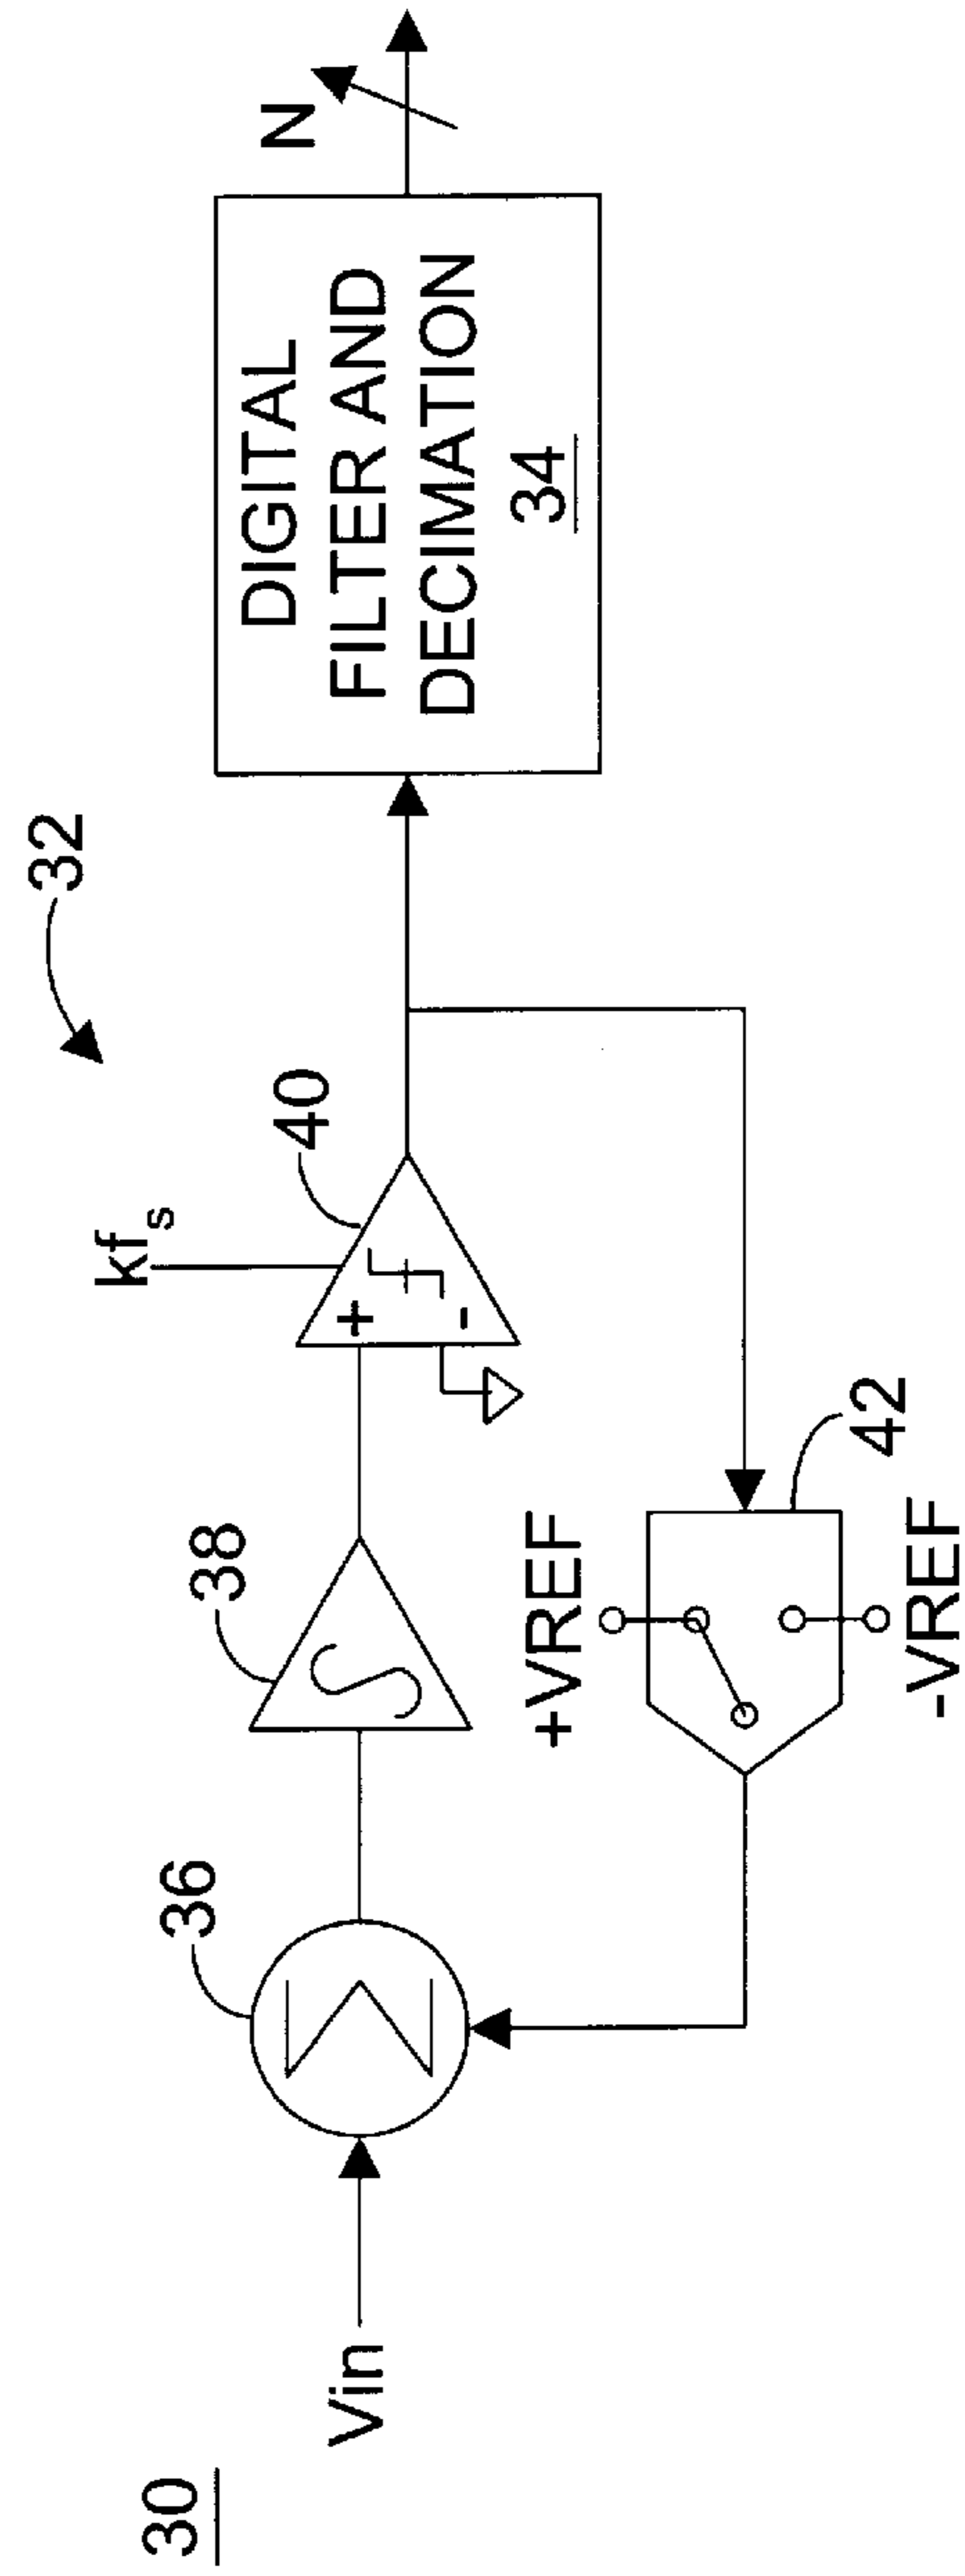 30
32
Vin
36
38
kfs
40
+
-
DIGITAL
FILTER AND
DECIMATION
34
N
+VREF
42
-VREF